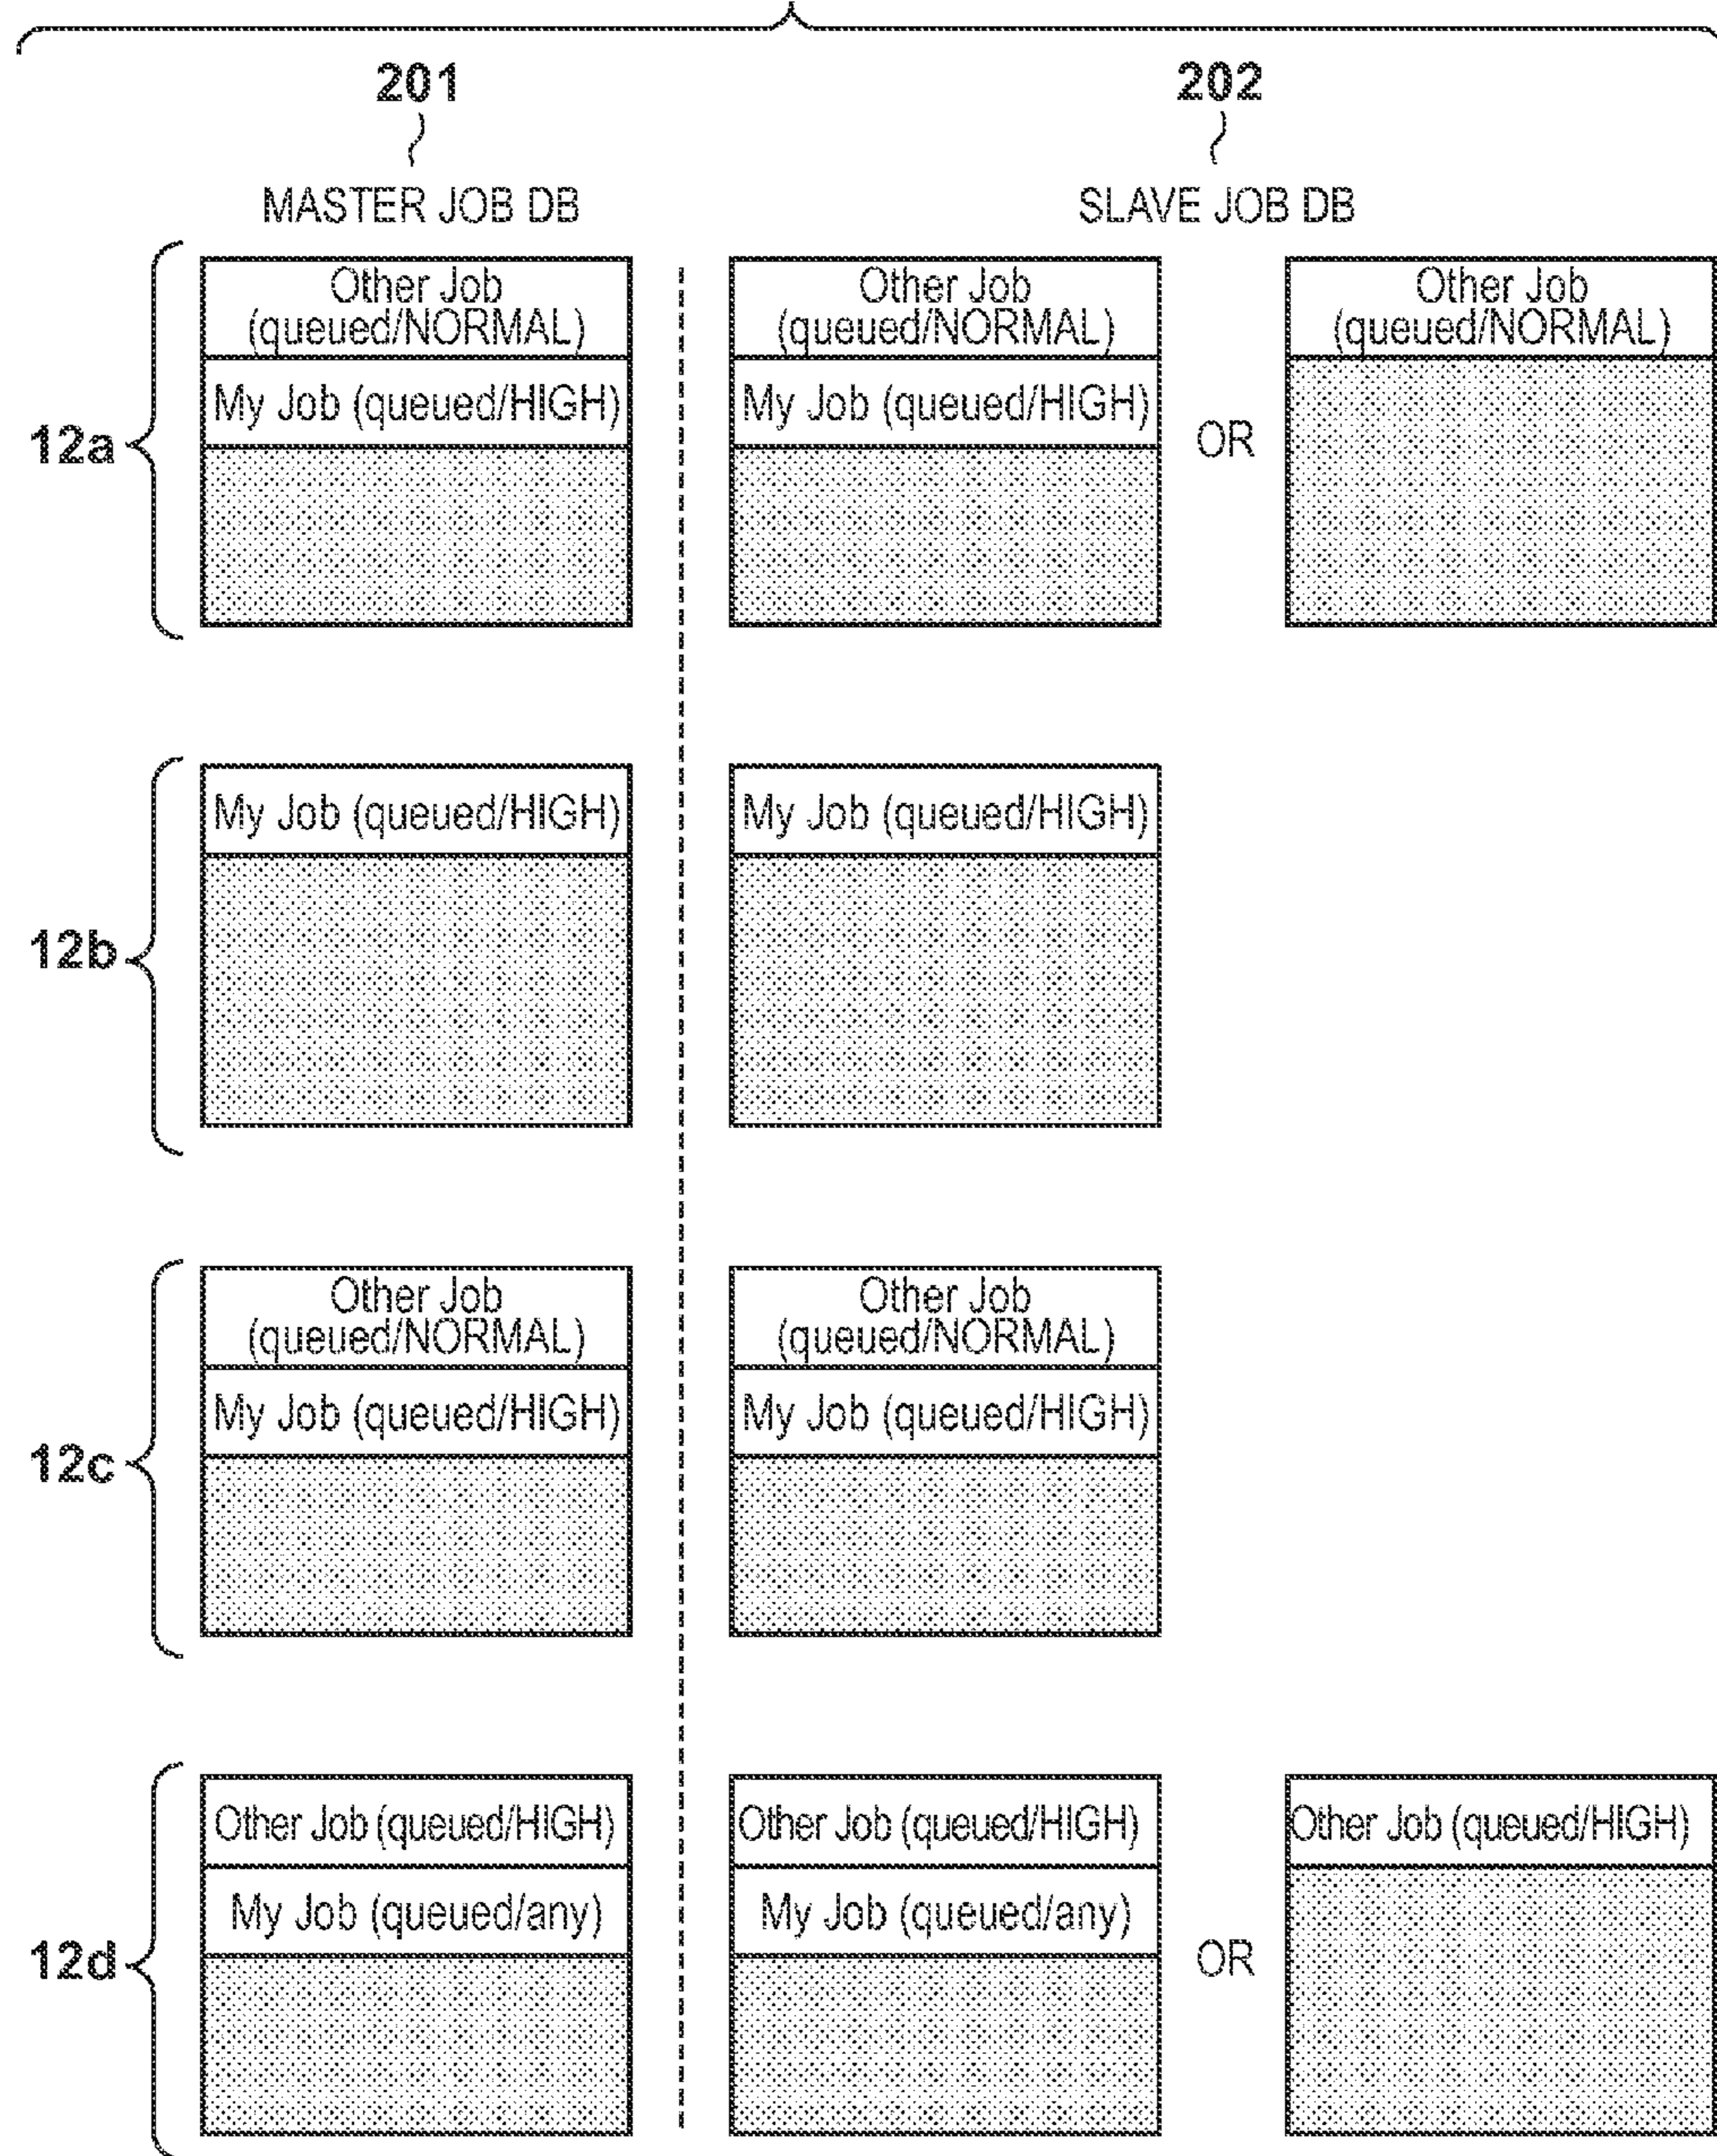 201
202
MASTER JOB DB
SLAVE JOB DB
12a
Other Job
(queued/NORMAL)
My Job (queued/HIGH)
Other Job
(queued/NORMAL)
My Job (queued/HIGH)
OR
Other Job
(queued/NORMAL)
12b
My Job (queued/HIGH)
My Job (queued/HIGH)
12c
Other Job
(queued/NORMAL)
My Job (queued/HIGH)
Other Job
(queued/NORMAL)
My Job (queued/HIGH)
12d
Other Job (queued/HIGH)
My Job (queued/any)
Other Job (queued/HIGH)
My Job (queued/any)
OR
Other Job (queued/HIGH)